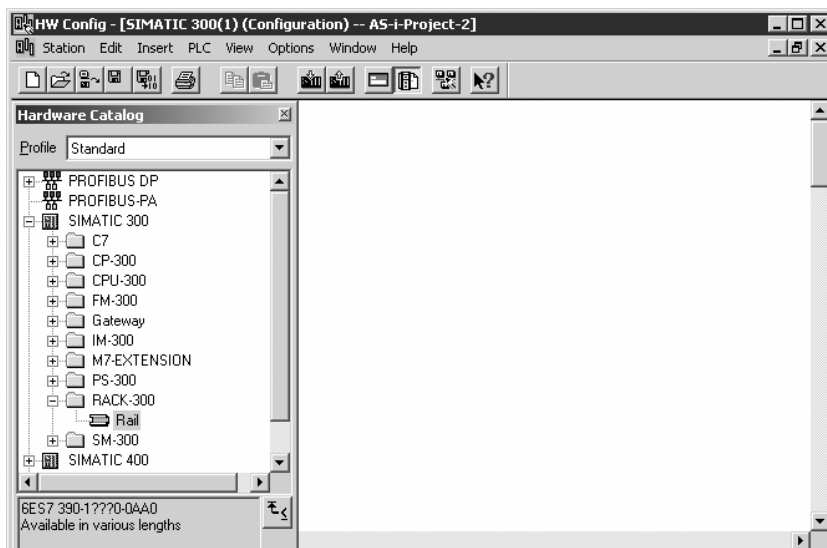 HW Config - [SIMATIC 300(1) (Configuration) -- AS-i-Project-2]
Station Edit Insert PLC View Options Window Help
Hardware Catalog
Profile Standard
PROFIBUS DP
PROFIBUS-PA
SIMATIC 300
C7
CP-300
CPU-300
FM-300
Gateway
IM-300
M7-EXTENSION
PS-300
RACK-300
Rail
SM-300
SIMATIC 400
6ES7 390-1???0-0AA0
Available in various lengths